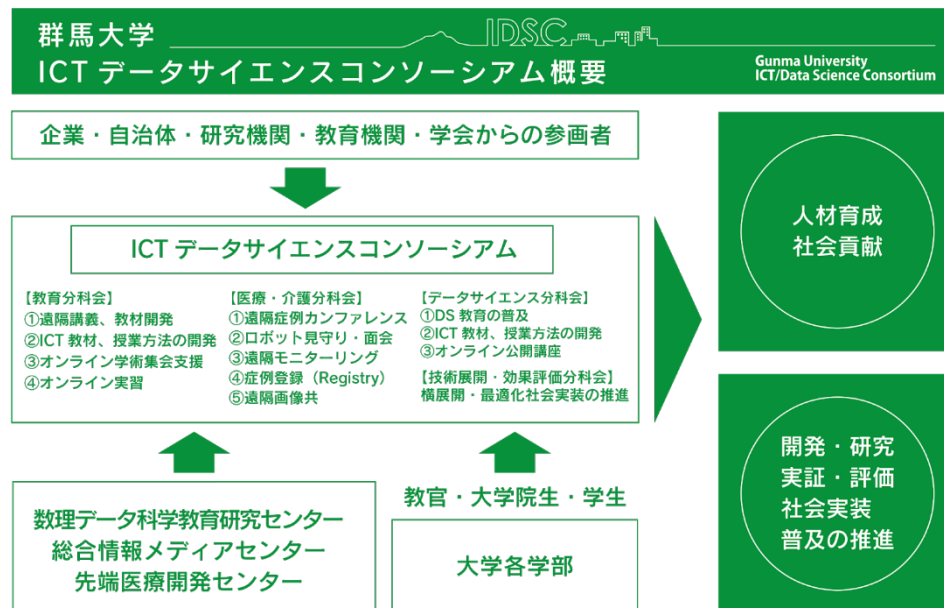 群馬大学
IDSC
ICT データサイエンスコンソーシアム概要
Gunma University
ICT/Data Science Consortium
企業・自治体・研究機関・教育機関・学会からの参画者
ICT データサイエンスコンソーシアム
【教育分科会】
①遠隔講義、教材開発
②ICT 教材、授業方法の開発
③オンライン学術集会支援
④オンライン実習
【医療・介護分科会】
①遠隔症例カンファレンス
②ロボット見守り・面会
③遠隔モニターリング
④症例登録（Registry）
⑤遠隔画像共
【データサイエンス分科会】
①DS 教育の普及
②ICT 教材、授業方法の開発
③オンライン公開講座
【技術展開・効果評価分科会】
横展開・最適化社会実装の推進
数理データ科学教育研究センター
総合情報メディアセンター
先端医療開発センター
教官・大学院生・学生
大学各学部
人材育成
社会貢献
開発・研究
実証・評価
社会実装
普及の推進